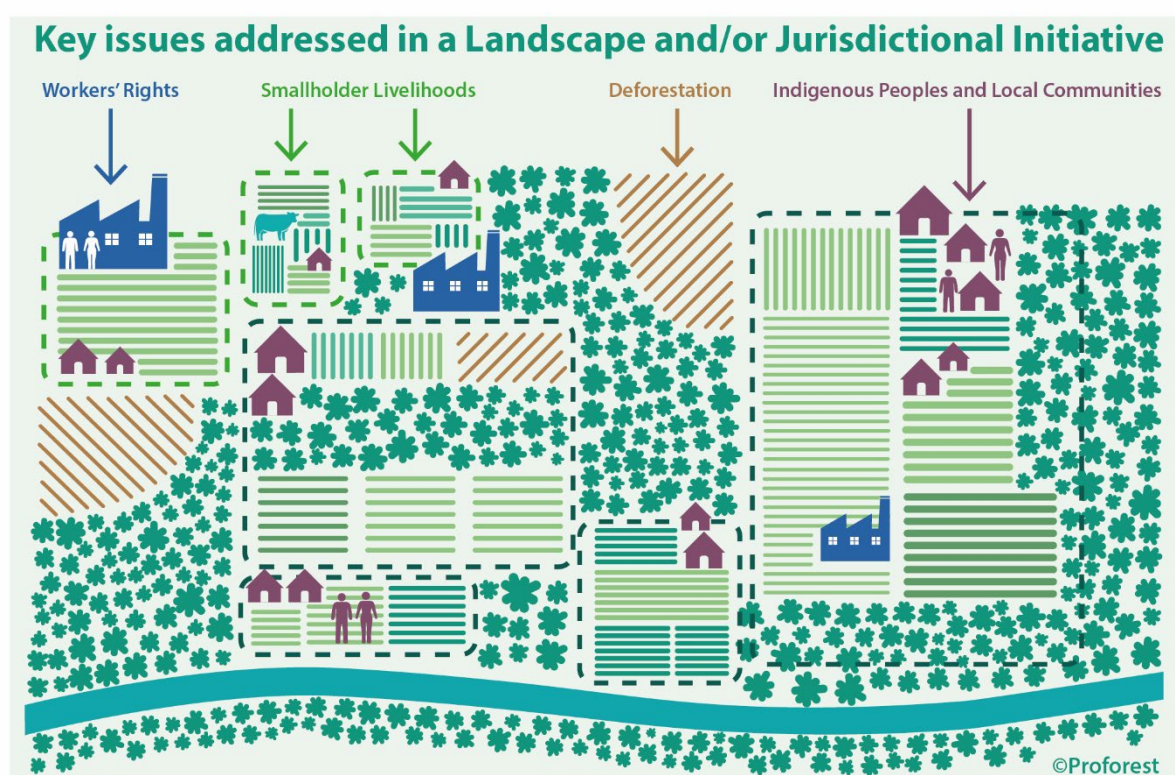 Key issues addressed in a Landscape and/or Jurisdictional Initiative
Workers' Rights
Smallholder Livelihoods
Deforestation
Indigenous Peoples and Local Communities
©Proforest